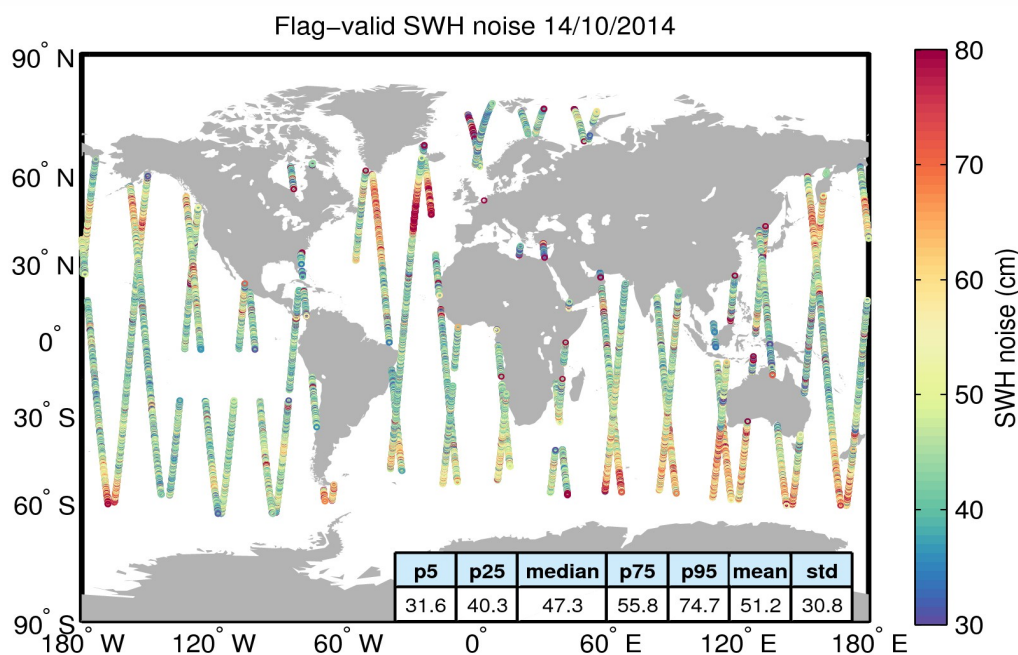 Flag−valid SWH noise 14/10/2014
90° N
60° N
30° N
0°
30° S
60° S
90° S
180° W
120° W
60° W
0°
60° E
120° E
180° E
80
70
60
50
40
30
SWH noise (cm)
p5 p25 median p75 p95 mean std
31.6 40.3 47.3 55.8 74.7 51.2 30.8